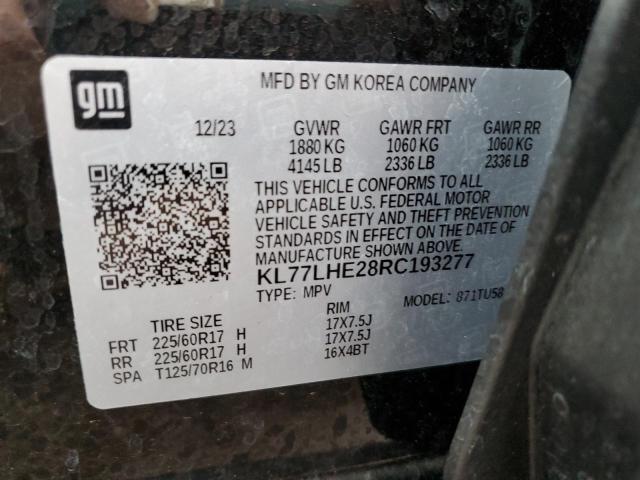 gm
MFD BY GM KOREA COMPANY
12/23 GVWR GAWR FRT GAWR RR
1880 KG 1060 KG 1060 KG
4145 LB 2336 LB 2336 LB
THIS VEHICLE CONFORMS TO ALL
APPLICABLE U.S. FEDERAL MOTOR
VEHICLE SAFETY AND THEFT PREVENTION
STANDARDS IN EFFECT ON THE DATE OF
MANUFACTURE SHOWN ABOVE.
KL77LHE28RC193277
TYPE: MPV MODEL: 871TU58
TIRE SIZE RIM
FRT 225/60R17 H 17X7.5J
RR 225/60R17 H 17X7.5J
SPA T125/70R16 M 16X4BT